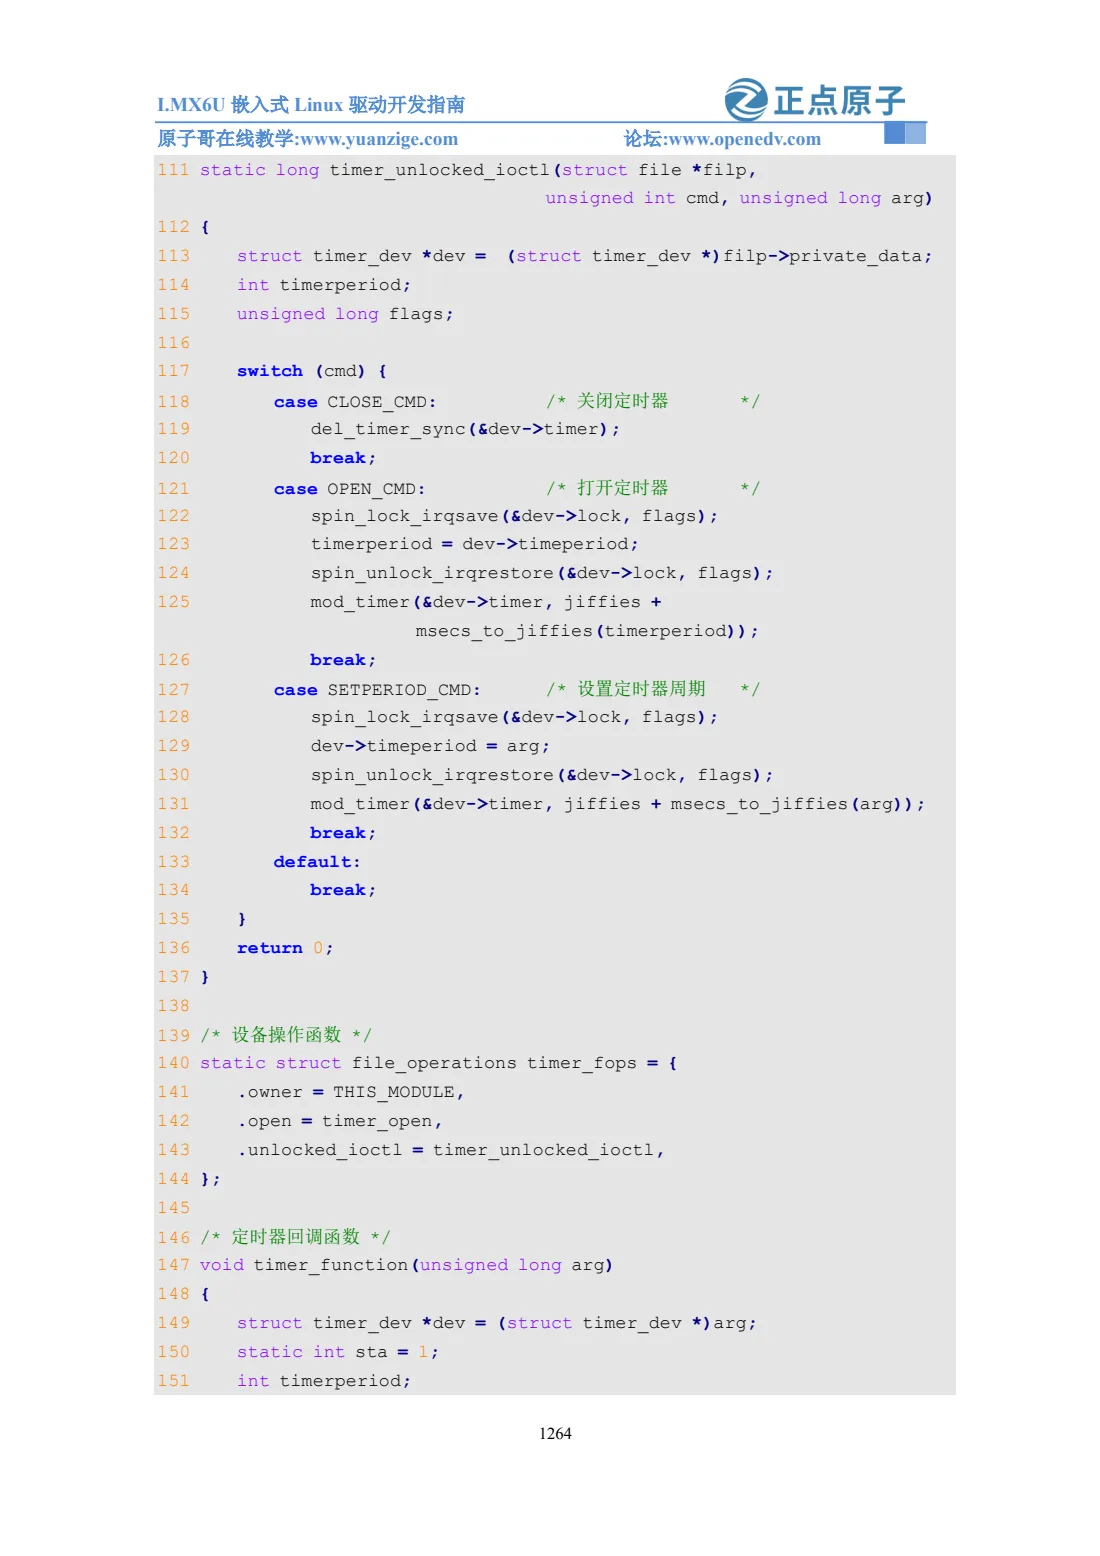 I.MX6U 嵌入式 Linux 驱动开发指南
正点原子
原子哥在线教学:www.yuanzige.com 论坛:www.openedv.com
111 static long timer_unlocked_ioctl(struct file *filp,
unsigned int cmd, unsigned long arg)
112 {
113 struct timer_dev *dev = (struct timer_dev *)filp->private_data;
114 int timerperiod;
115 unsigned long flags;
116
117 switch (cmd) {
118 case CLOSE_CMD: /* 关闭定时器 */
119 del_timer_sync(&dev->timer);
120 break;
121 case OPEN_CMD: /* 打开定时器 */
122 spin_lock_irqsave(&dev->lock, flags);
123 timerperiod = dev->timeperiod;
124 spin_unlock_irqrestore(&dev->lock, flags);
125 mod_timer(&dev->timer, jiffies +
msecs_to_jiffies(timerperiod));
126 break;
127 case SETPERIOD_CMD: /* 设置定时器周期 */
128 spin_lock_irqsave(&dev->lock, flags);
129 dev->timeperiod = arg;
130 spin_unlock_irqrestore(&dev->lock, flags);
131 mod_timer(&dev->timer, jiffies + msecs_to_jiffies(arg));
132 break;
133 default:
134 break;
135 }
136 return 0;
137 }
138
139 /* 设备操作函数 */
140 static struct file_operations timer_fops = {
141 .owner = THIS_MODULE,
142 .open = timer_open,
143 .unlocked_ioctl = timer_unlocked_ioctl,
144 };
145
146 /* 定时器回调函数 */
147 void timer_function(unsigned long arg)
148 {
149 struct timer_dev *dev = (struct timer_dev *)arg;
150 static int sta = 1;
151 int timerperiod;
1264